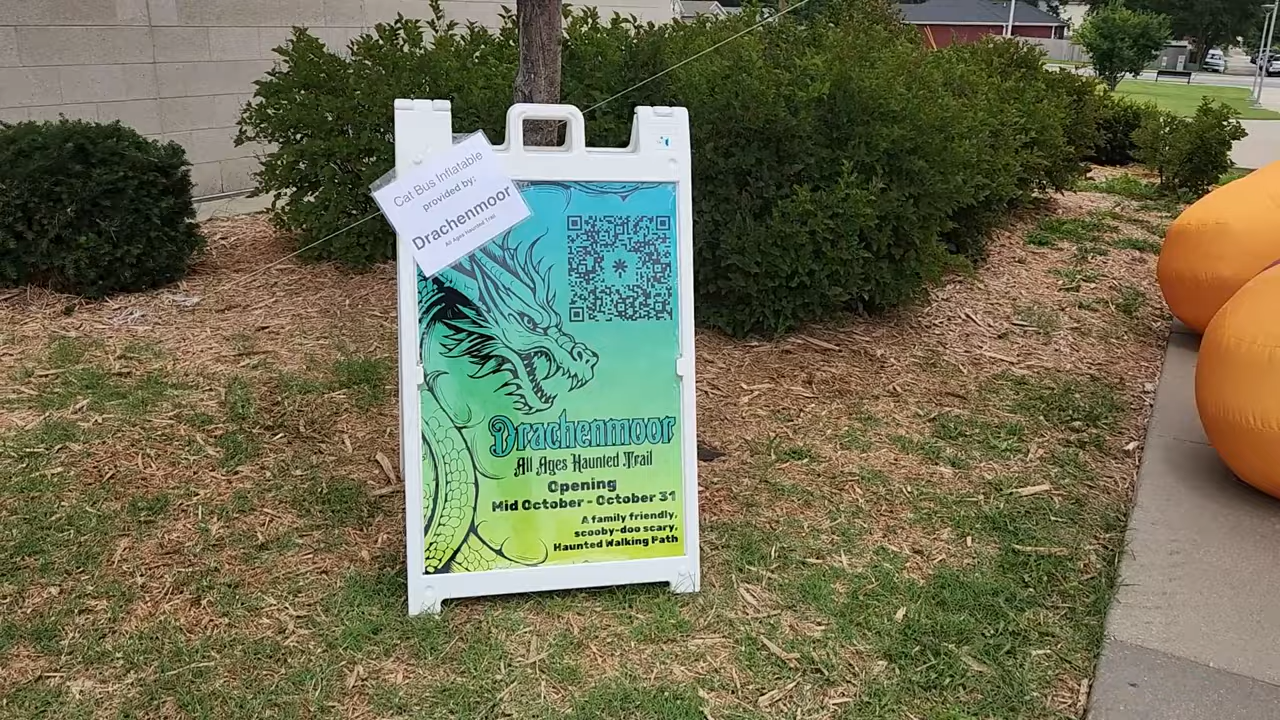 Cat Bus Inflatable
provided by:
Drachenmoor
All Ages Haunted Trail
Drachenmoor
All Ages Haunted Trail
Opening
Mid October - October 31
A family friendly,
scooby-doo scary,
Haunted Walking Path